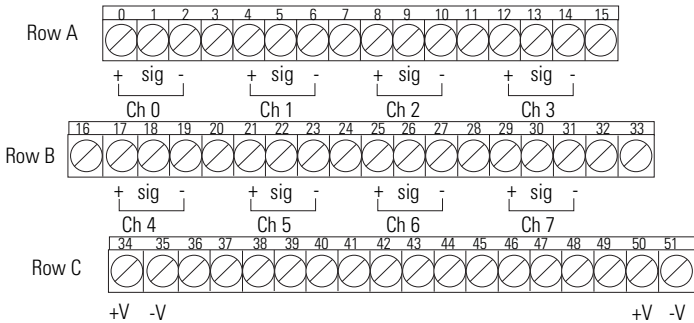 0 1 2 3 4 5 6 7 8 9 10 11 12 13 14 15
Row A
+ sig - + sig - + sig - + sig -
Ch 0 Ch 1 Ch 2 Ch 3
16 17 18 19 20 21 22 23 24 25 26 27 28 29 30 31 32 33
Row B
+ sig - + sig - + sig - + sig -
Ch 4 Ch 5 Ch 6 Ch 7
34 35 36 37 38 39 40 41 42 43 44 45 46 47 48 49 50 51
Row C
+V -V +V -V